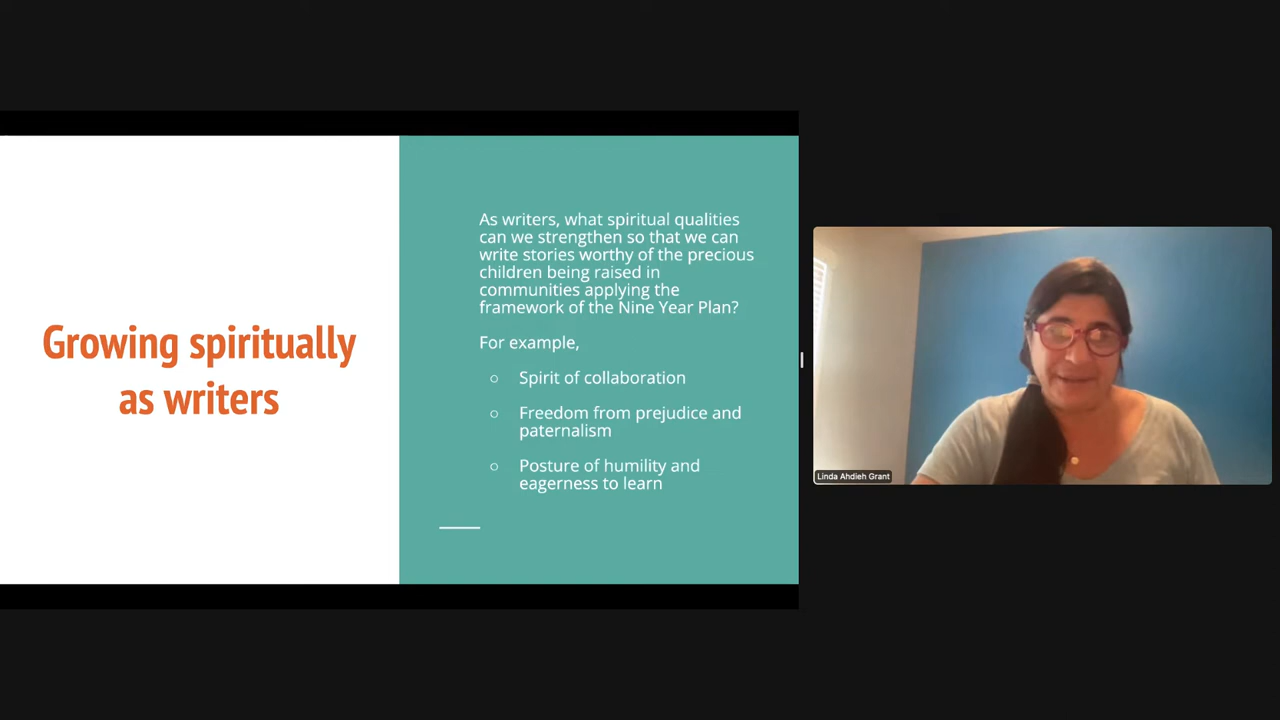 Growing spiritually
as writers
As writers, what spiritual qualities
can we strengthen so that we can
write stories worthy of the precious
children being raised in
communities applying the
framework of the Nine Year Plan?
For example,
Spirit of collaboration
Freedom from prejudice and
paternalism
Posture of humility and
eagerness to learn
Linda Ahdieh Grant